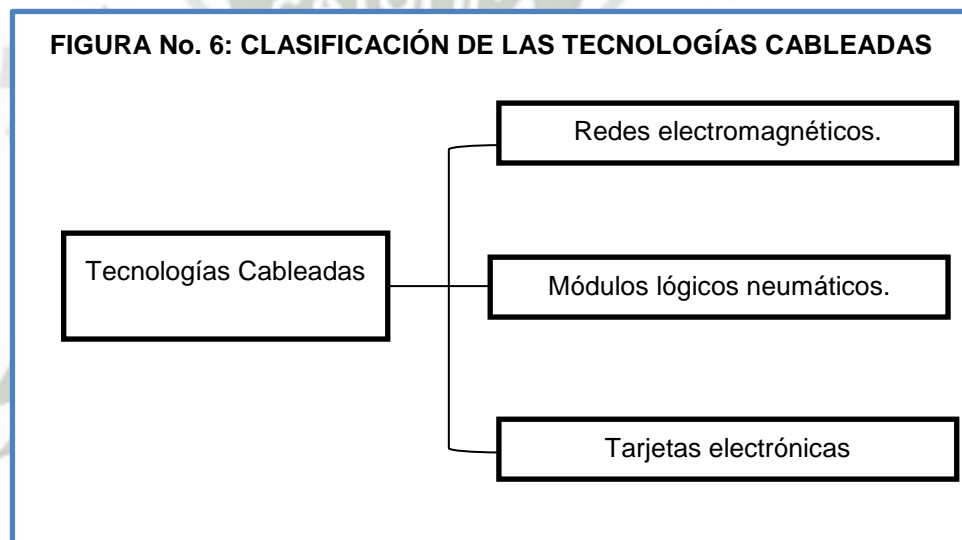 FIGURA No. 6: CLASIFICACIÓN DE LAS TECNOLOGÍAS CABLEADAS
Redes electromagnéticos.
Tecnologías Cableadas
Módulos lógicos neumáticos.
Tarjetas electrónicas